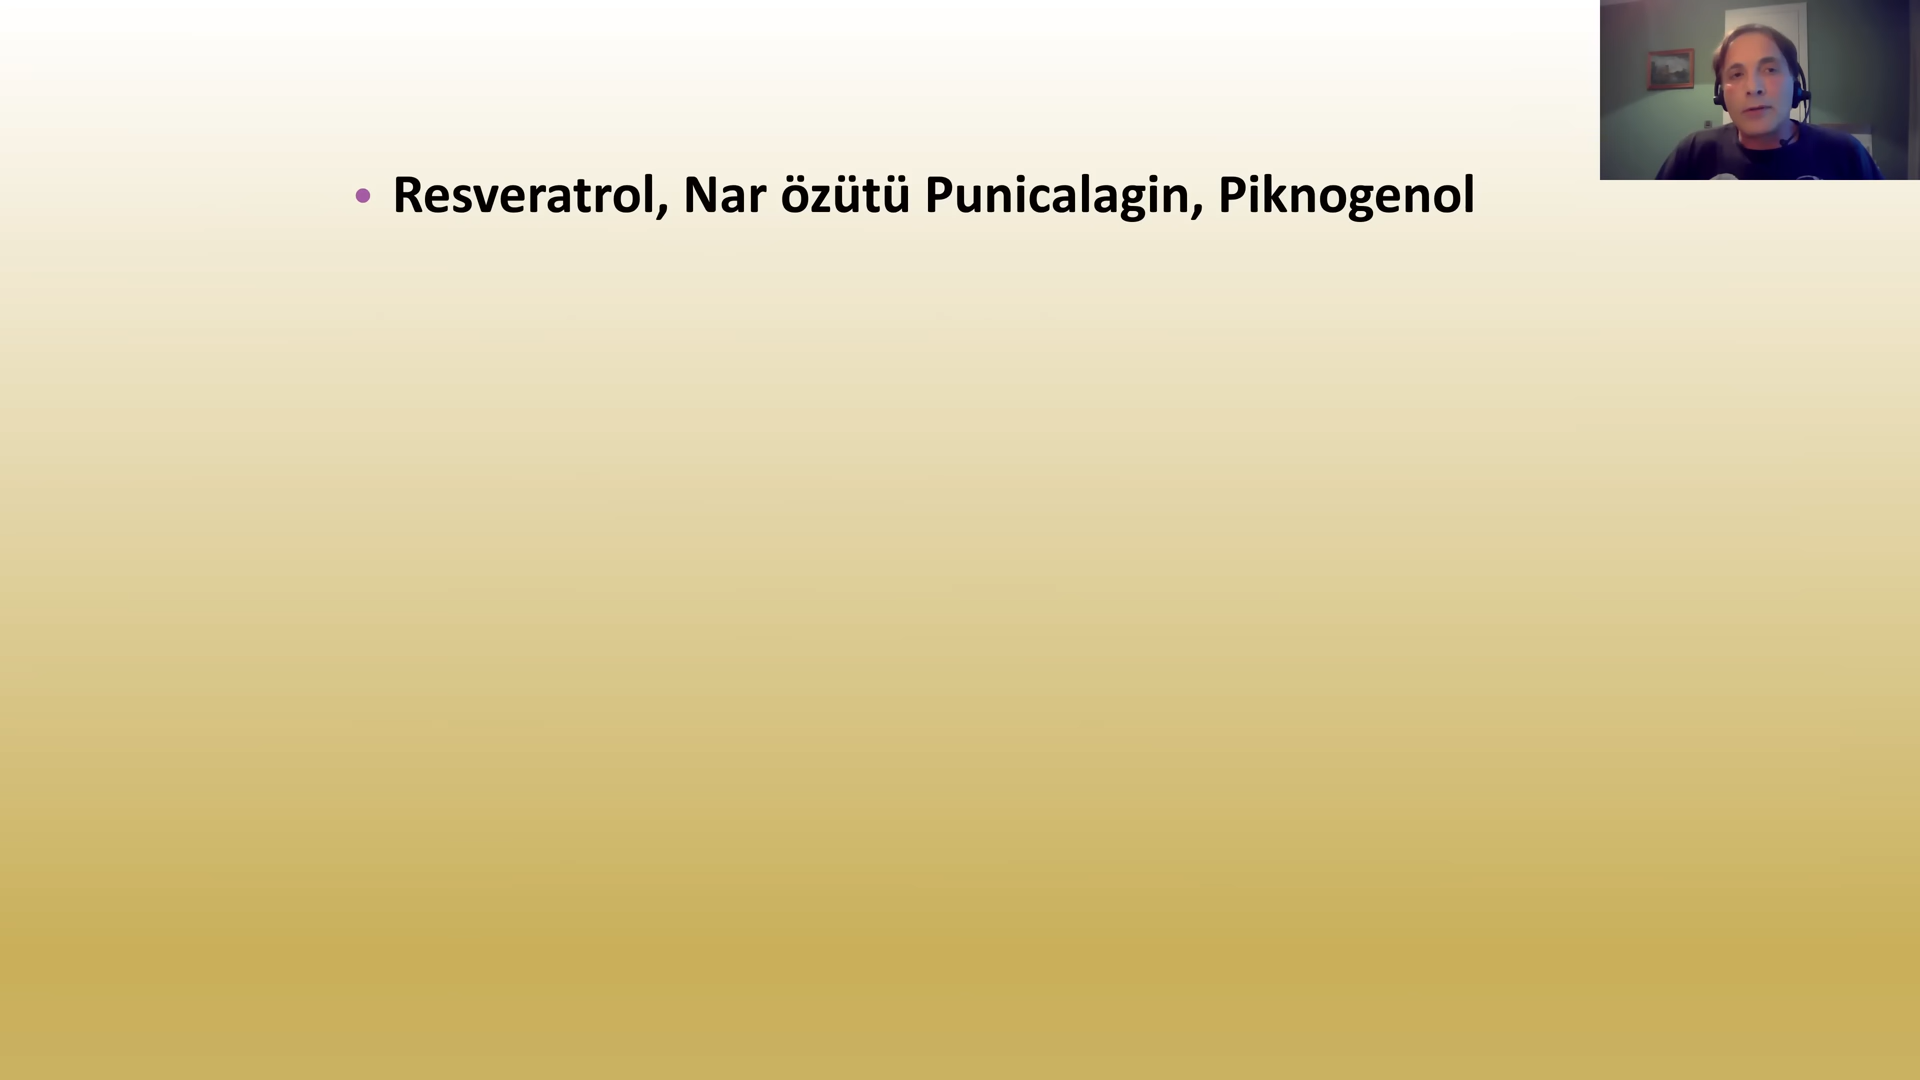 • Resveratrol, Nar özütü Punicalagin, Piknogenol